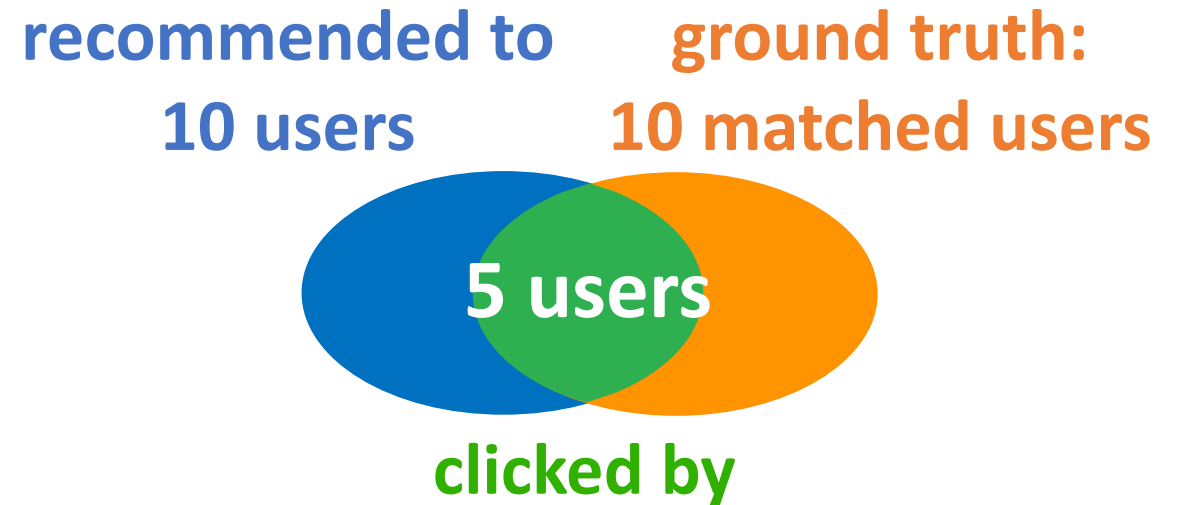 recommended to
10 users
ground truth:
10 matched users
5 users
clicked by